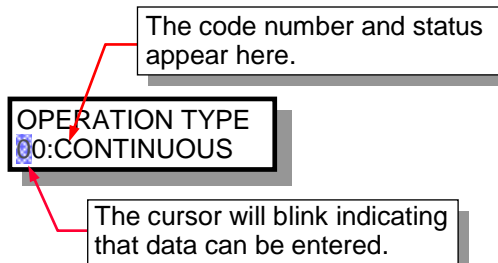 The code number and status
appear here.
OPERATION TYPE
00:CONTINUOUS
The cursor will blink indicating
that data can be entered.